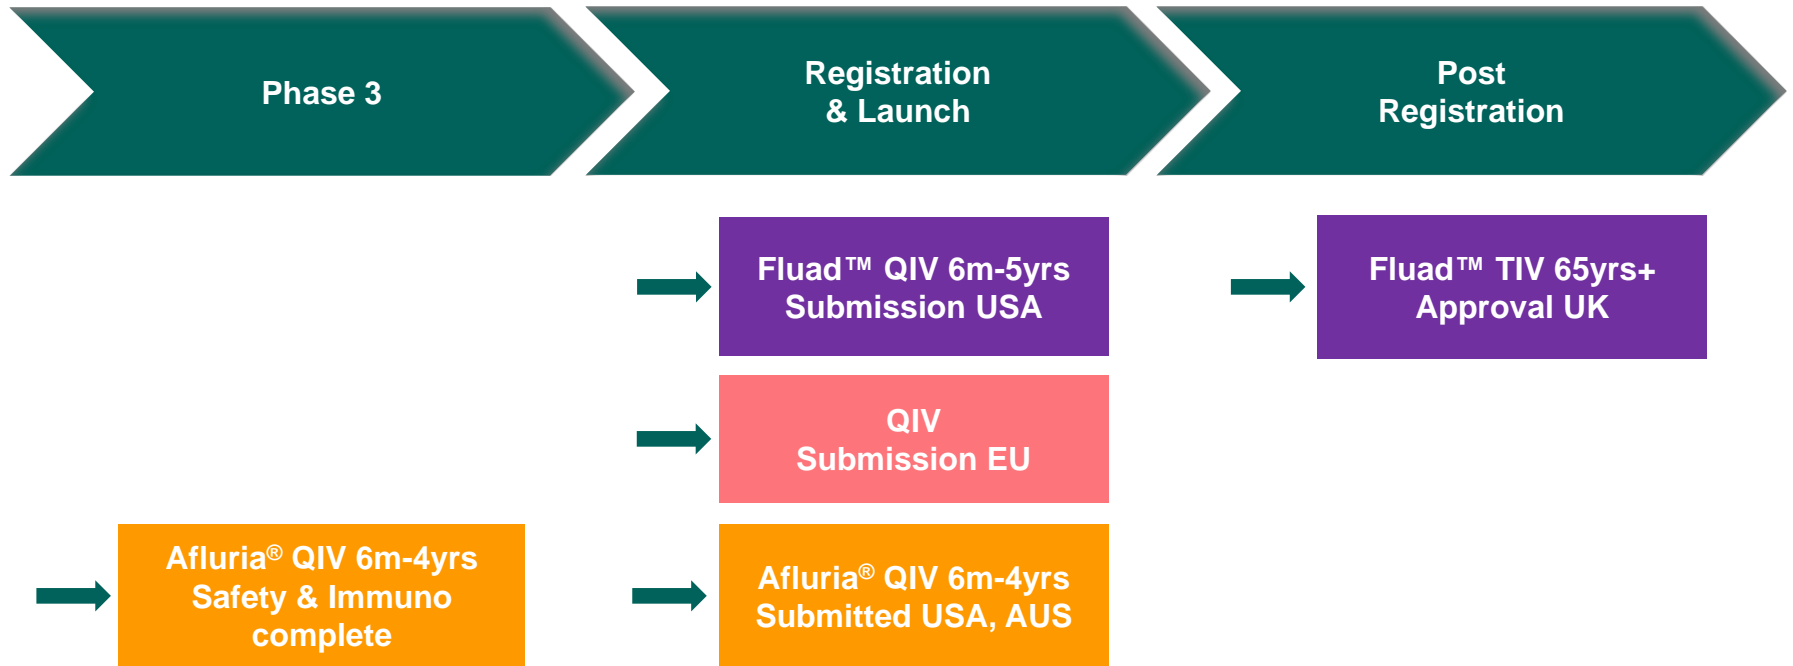 Phase 3
Registration
& Launch
Post
Registration
Fluad™ QIV 6m-5yrs
Submission USA
Fluad™ TIV 65yrs+
Approval UK
QIV
Submission EU
Afluria® QIV 6m-4yrs
Safety & Immuno
complete
Afluria® QIV 6m-4yrs
Submitted USA, AUS